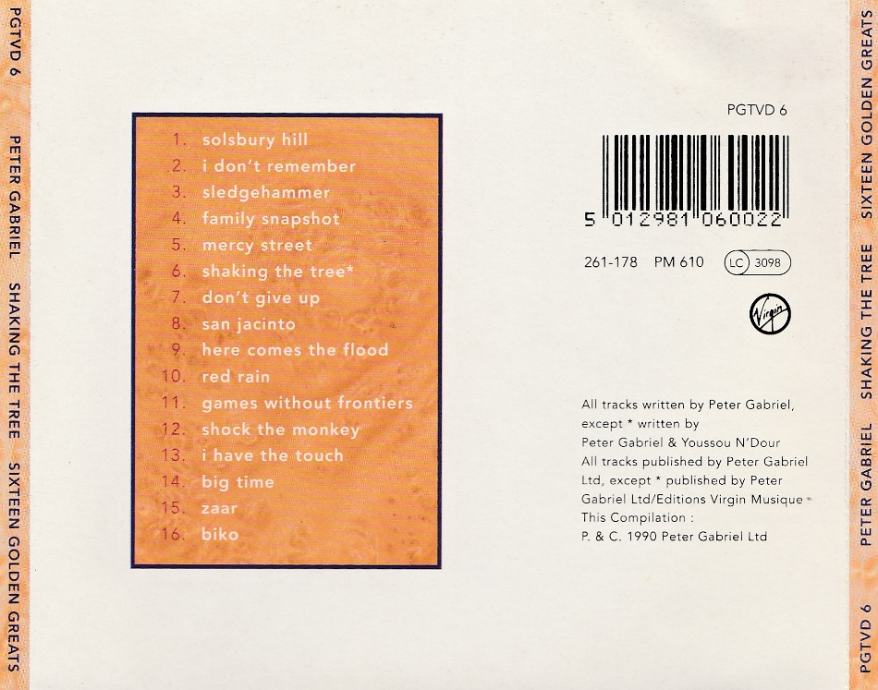 PGTVD 6 PETER GABRIEL SHAKING THE TREE SIXTEEN GOLDEN GREATS
1. solsbury hill
2. i don't remember
3. sledgehammer
4. family snapshot
5. mercy street
6. shaking the tree*
7. don't give up
8. san jacinto
9. here comes the flood
10. red rain
11. games without frontiers
12. shock the monkey
13. i have the touch
14. big time
15. zaar
16. biko
PGTVD 6
5 012981 060022
261-178 PM 610 LC 3098
Virgin
All tracks written by Peter Gabriel,
except * written by
Peter Gabriel & Youssou N'Dour
All tracks published by Peter Gabriel
Ltd, except * published by Peter
Gabriel Ltd/Editions Virgin Musique
This Compilation :
P. & C. 1990 Peter Gabriel Ltd
PGTVD 6 PETER GABRIEL SHAKING THE TREE SIXTEEN GOLDEN GREATS